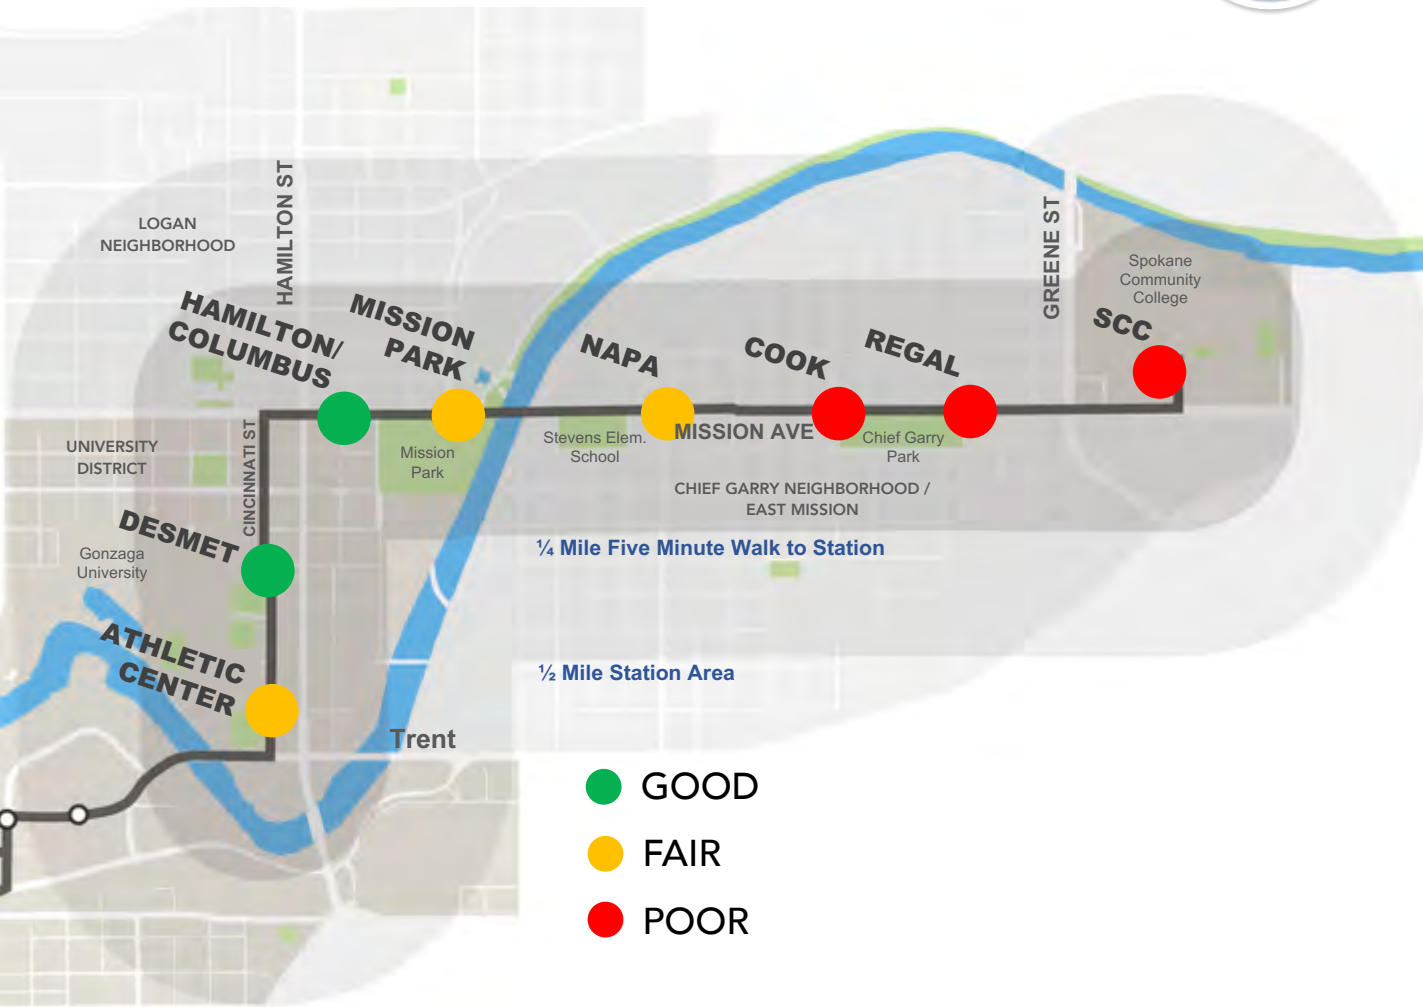 LOGAN
NEIGHBORHOOD
HAMILTON ST
GREENE ST
Spokane
Community
College
HAMILTON/
COLUMBUS
MISSION
PARK
NAPA
COOK
REGAL
SCC
UNIVERSITY
DISTRICT
CINCINNATI ST
Mission
Park
Stevens Elem.
School
MISSION AVE
Chief Garry
Park
CHIEF GARRY NEIGHBORHOOD /
EAST MISSION
DESMET
Gonzaga
University
¼ Mile Five Minute Walk to Station
ATHLETIC
CENTER
½ Mile Station Area
Trent
GOOD
FAIR
POOR